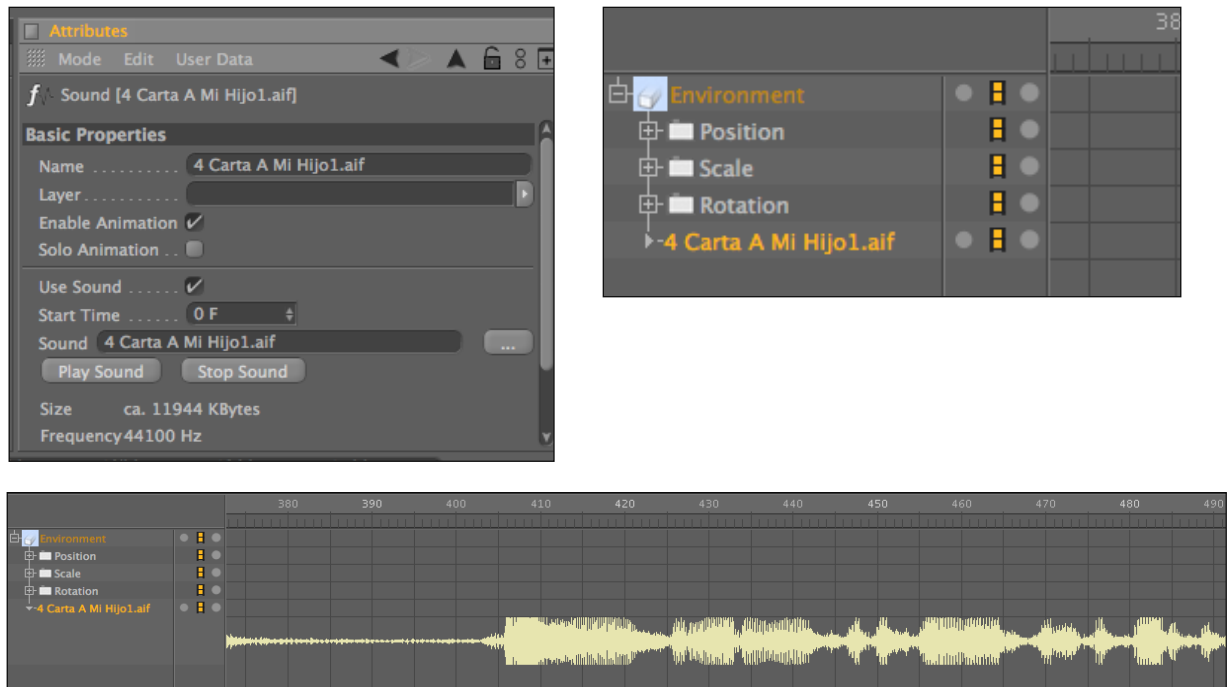 Attributes
Mode Edit User Data
Sound [4 Carta A Mi Hijo1.aif]
Basic Properties
Name .......... 4 Carta A Mi Hijo1.aif
Layer...........
Enable Animation
Solo Animation . .
Use Sound ......
Start Time ...... 0 F
Sound 4 Carta A Mi Hijo1.aif ...
Play Sound Stop Sound
Size ca. 11944 KBytes
Frequency 44100 Hz
38
Environment
Position
Scale
Rotation
4 Carta A Mi Hijo1.aif
380 390 400 410 420 430 440 450 460 470 480 490
Environment
Position
Scale
Rotation
4 Carta A Mi Hijo1.aif